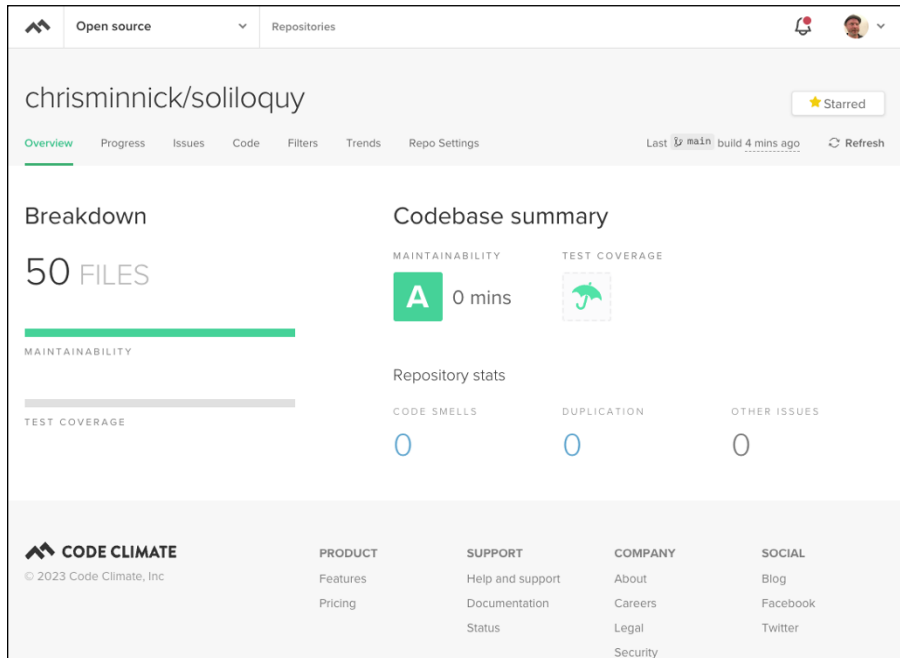 Open source
Repositories
chrisminnick/soliloquy
Starred
Overview Progress Issues Code Filters Trends Repo Settings
Last main build 4 mins ago Refresh
Breakdown
50 FILES
MAINTAINABILITY
TEST COVERAGE
Codebase summary
MAINTAINABILITY
A 0 mins
TEST COVERAGE
Repository stats
CODE SMELLS
0
DUPLICATION
0
OTHER ISSUES
0
CODE CLIMATE
© 2023 Code Climate, Inc
PRODUCT
Features
Pricing
SUPPORT
Help and support
Documentation
Status
COMPANY
About
Careers
Legal
Security
SOCIAL
Blog
Facebook
Twitter